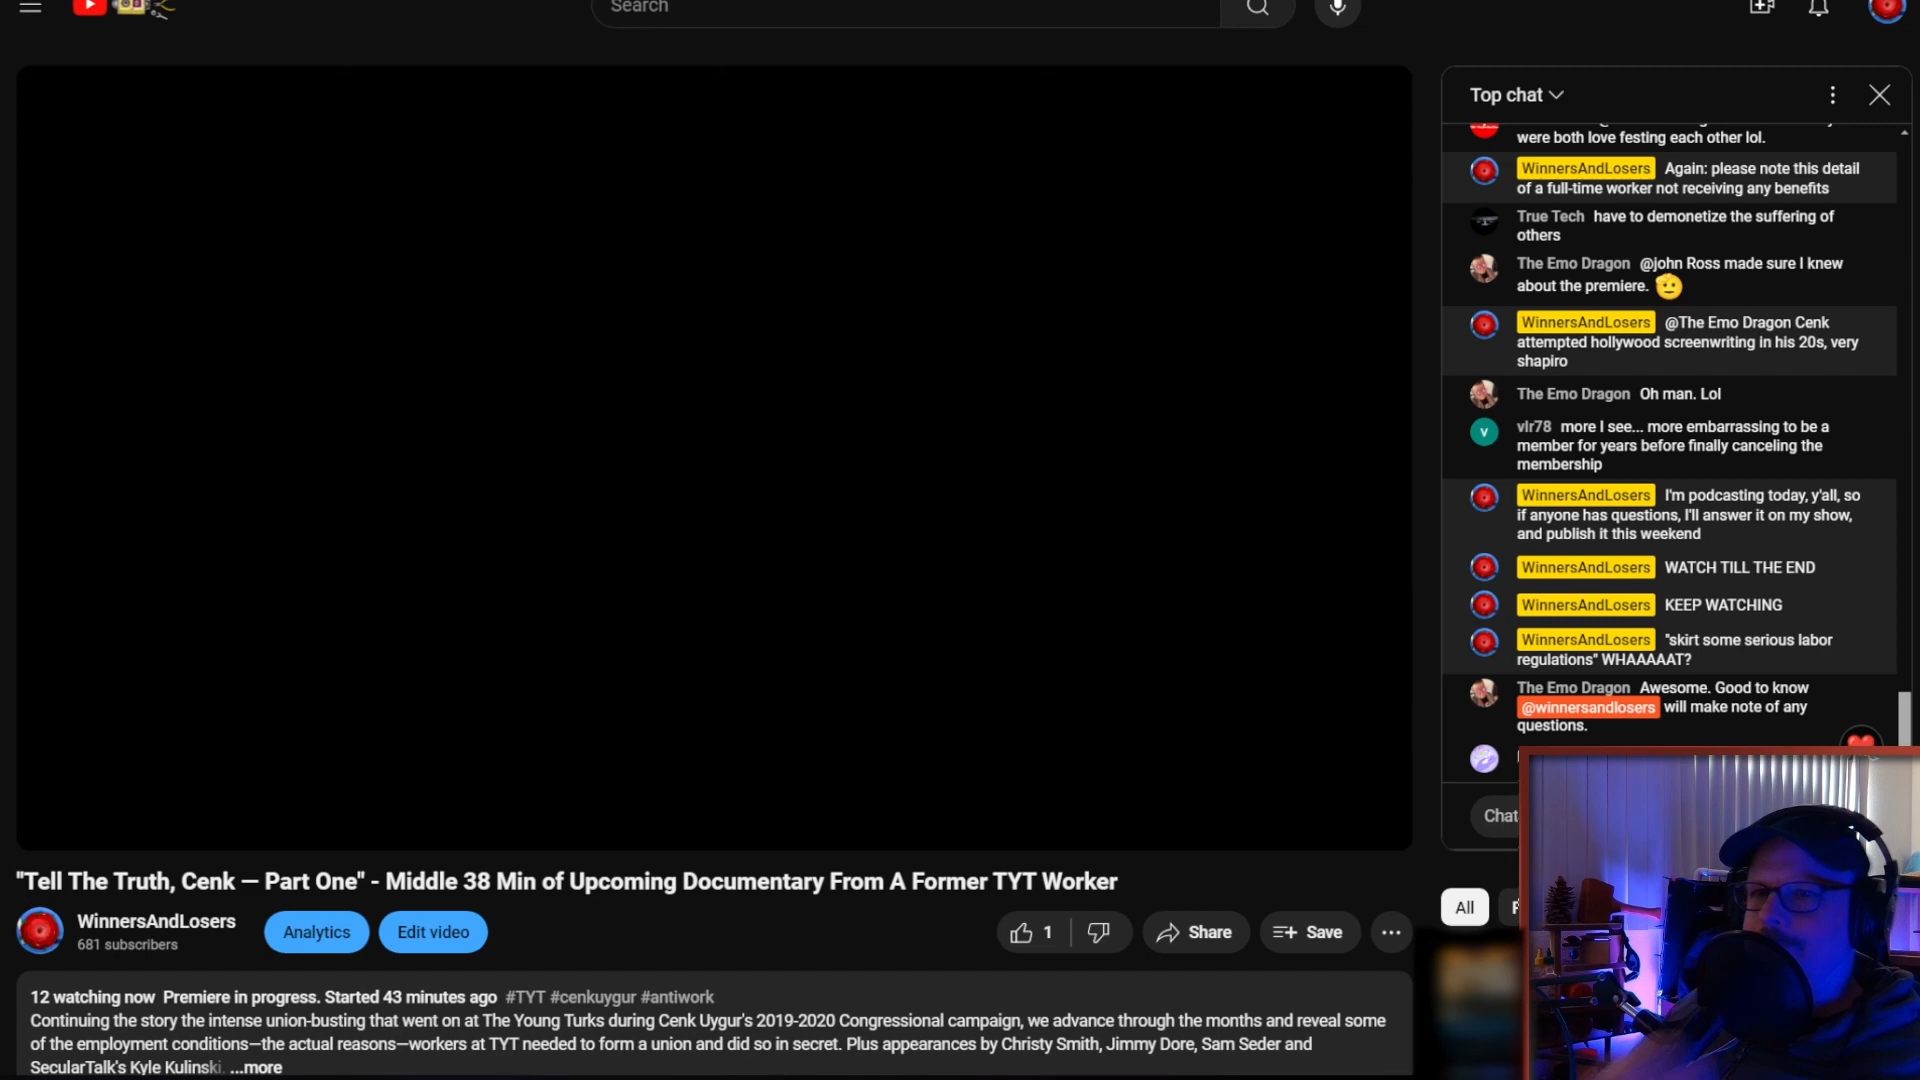 Search
Top chat
were both love festing each other lol.
WinnersAndLosers Again: please note this detail
of a full-time worker not receiving any benefits
True Tech have to demonetize the suffering of
others
The Emo Dragon @john Ross made sure I knew
about the premiere.
WinnersAndLosers @The Emo Dragon Cenk
attempted hollywood screenwriting in his 20s, very
shapiro
The Emo Dragon Oh man. Lol
V
vlr78 more I see... more embarrassing to be a
member for years before finally canceling the
membership
WinnersAndLosers I'm podcasting today, y'all, so
if anyone has questions, I'll answer it on my show,
and publish it this weekend
WinnersAndLosers WATCH TILL THE END
WinnersAndLosers KEEP WATCHING
WinnersAndLosers "skirt some serious labor
regulations" WHAAAAAT?
The Emo Dragon Awesome. Good to know
@winnersandlosers will make note of any
questions.
Chat
"Tell The Truth, Cenk — Part One" - Middle 38 Min of Upcoming Documentary From A Former TYT Worker
All
WinnersAndLosers
681 subscribers
Analytics
Edit video
1
Share
Save
12 watching now Premiere in progress. Started 43 minutes ago #TYT #cenkuygur #antiwork
Continuing the story the intense union-busting that went on at The Young Turks during Cenk Uygur's 2019-2020 Congressional campaign, we advance through the months and reveal some
of the employment conditions—the actual reasons—workers at TYT needed to form a union and did so in secret. Plus appearances by Christy Smith, Jimmy Dore, Sam Seder and
SecularTalk's Kyle Kulinski. ...more